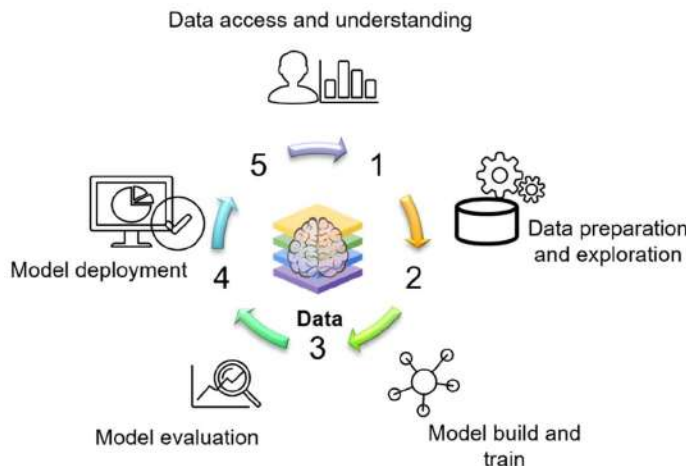 Data access and understanding
5
1
Data preparation
and exploration
Model deployment
4
2
Data
3
Model evaluation
Model build and
train